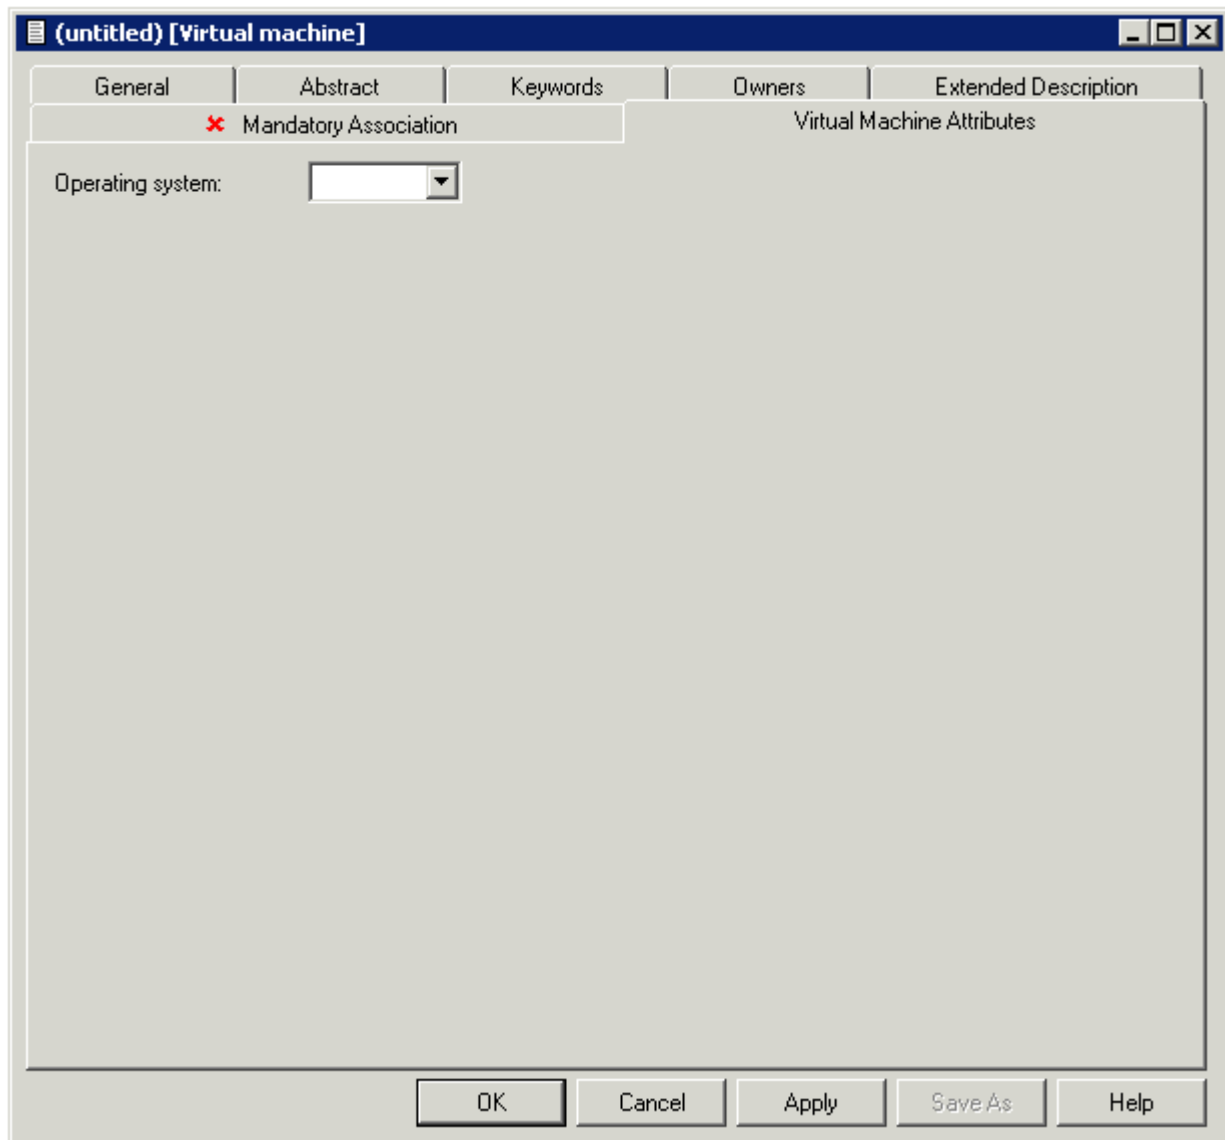 (untitled) [Virtual machine]
General Abstract Keywords Owners Extended Description
Mandatory Association Virtual Machine Attributes
Operating system:
OK Cancel Apply Save As Help